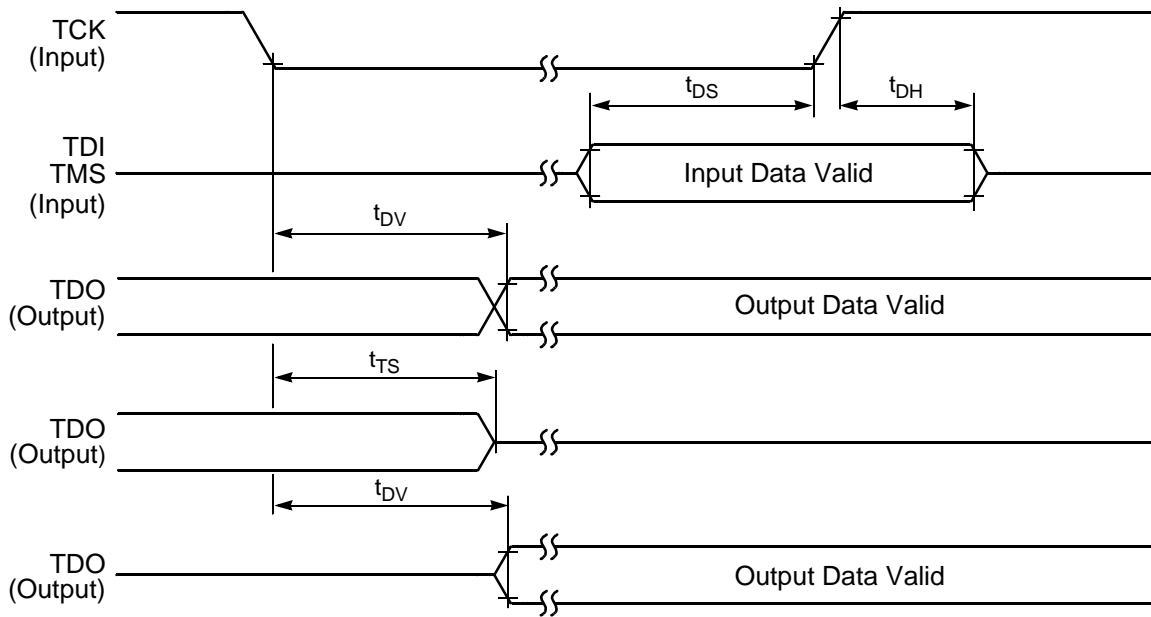 TCK
(Input)
tDS
tDH
TDI
TMS
(Input)
Input Data Valid
tDV
TDO
(Output)
Output Data Valid
tTS
TDO
(Output)
tDV
TDO
(Output)
Output Data Valid